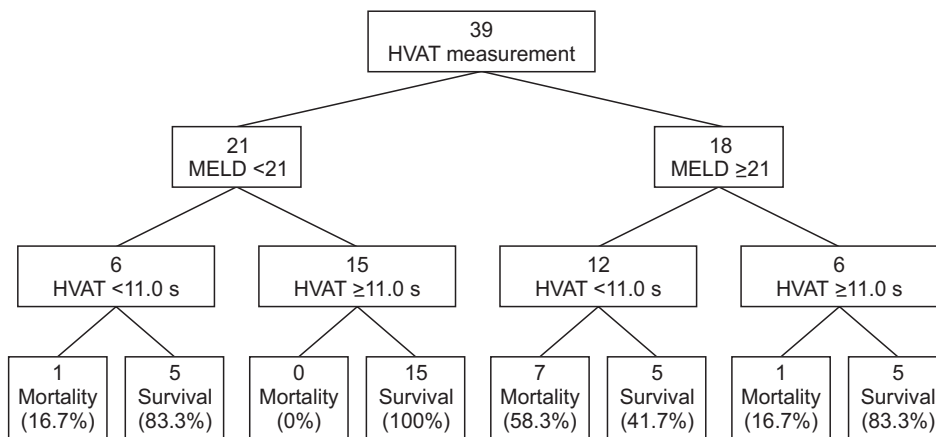 39
HVAT measurement
21
MELD <21
18
MELD ≥21
6
HVAT <11.0 s
15
HVAT ≥11.0 s
12
HVAT <11.0 s
6
HVAT ≥11.0 s
1
Mortality
(16.7%)
5
Survival
(83.3%)
0
Mortality
(0%)
15
Survival
(100%)
7
Mortality
(58.3%)
5
Survival
(41.7%)
1
Mortality
(16.7%)
5
Survival
(83.3%)